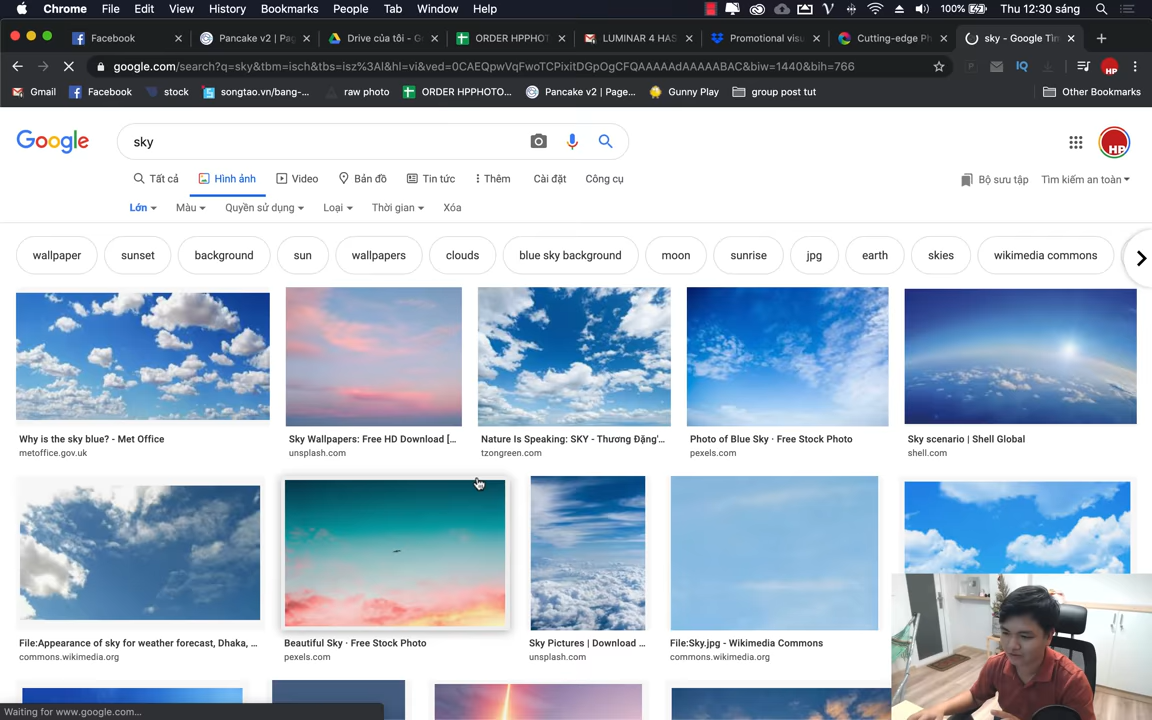 Chrome File Edit View History Bookmarks People Tab Window Help 100% Thu 12:30 sáng
Facebook Pancake v2 | Pag Drive của tôi - G ORDER HPPHOT LUMINAR 4 HAS Promotional visu Cutting-edge Ph sky - Google Tìn
google.com/search?q=sky&tbm=isch&tbs=isz%3Al&hl=vi&ved=0CAEQpwVqFwoTCPixitDGpOgCFQAAAAAdAAAAABAC&biw=1440&bih=766
Gmail Facebook stock songtao.vn/bang-... raw photo ORDER HPPHOTO... Pancake v2 | Page... Gunny Play group post tut Other Bookmarks
Google sky HP
Tất cả Hình ảnh Video Bản đồ Tin tức Thêm Cài đặt Công cụ Bộ sưu tập Tìm kiếm an toàn
Lớn Màu Quyền sử dụng Loại Thời gian Xóa
wallpaper sunset background sun wallpapers clouds blue sky background moon sunrise jpg earth skies wikimedia commons
Why is the sky blue? - Met Office Sky Wallpapers: Free HD Download [... Nature Is Speaking: SKY - Thương Đặng'... Photo of Blue Sky · Free Stock Photo Sky scenario | Shell Global
metoffice.gov.uk unsplash.com tzongreen.com pexels.com shell.com
File:Appearance of sky for weather forecast, Dhaka, ... Beautiful Sky · Free Stock Photo Sky Pictures | Download ... File:Sky.jpg - Wikimedia Commons
commons.wikimedia.org pexels.com unsplash.com commons.wikimedia.org
Waiting for www.google.com...